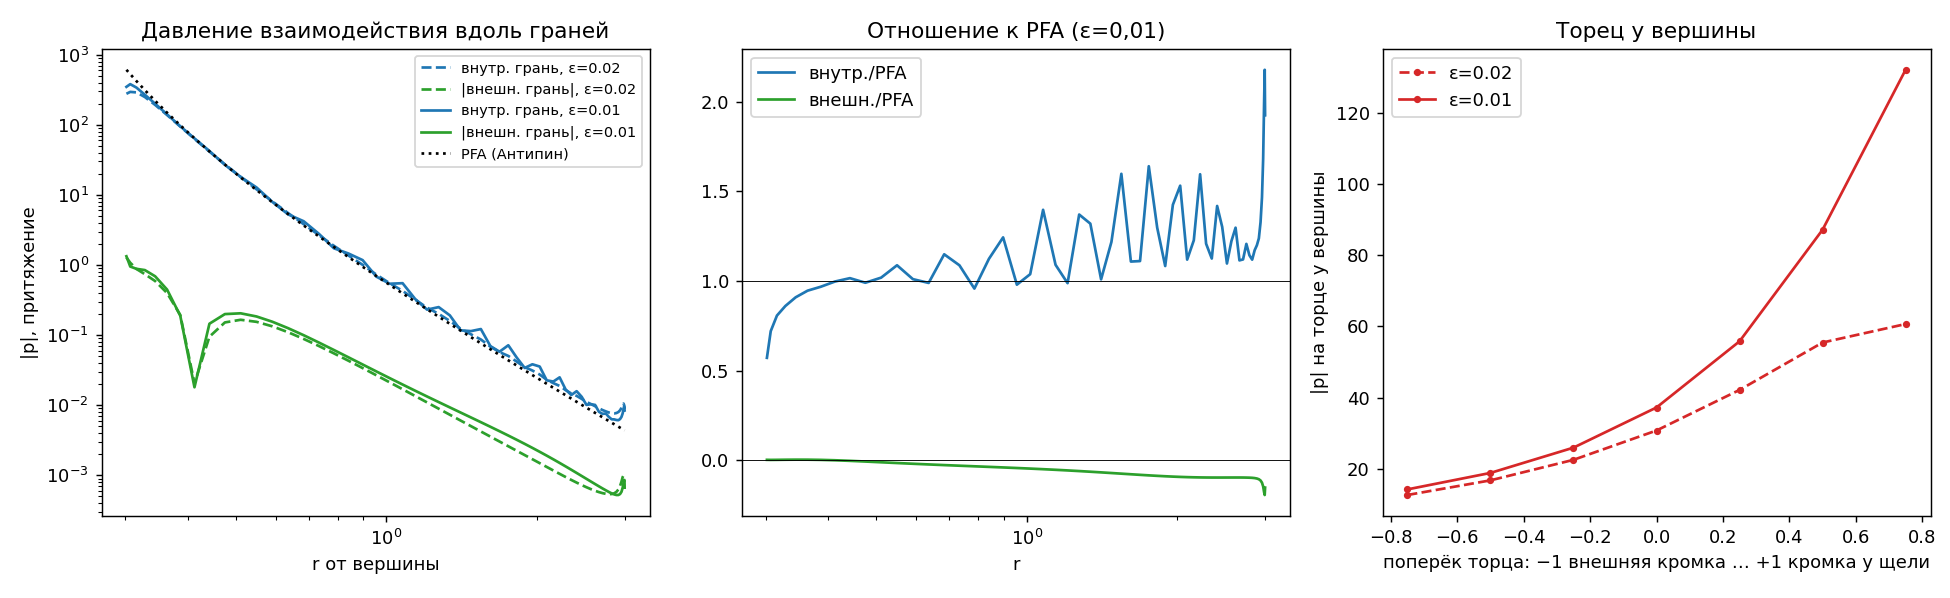 Давление взаимодействия вдоль граней
|p|, притяжение
10³
10²
10¹
10⁰
10⁻¹
10⁻²
10⁻³
внутр. грань, ε=0.02
|внешн. грань|, ε=0.02
внутр. грань, ε=0.01
|внешн. грань|, ε=0.01
PFA (Антипин)
10⁰
r от вершины
Отношение к PFA (ε=0,01)
2.0
1.5
1.0
0.5
0.0
внутр./PFA
внешн./PFA
10⁰
r
Торец у вершины
|p| на торце у вершины
120
100
80
60
40
20
ε=0.02
ε=0.01
−0.8 −0.6 −0.4 −0.2 0.0 0.2 0.4 0.6 0.8
поперёк торца: −1 внешняя кромка … +1 кромка у щели